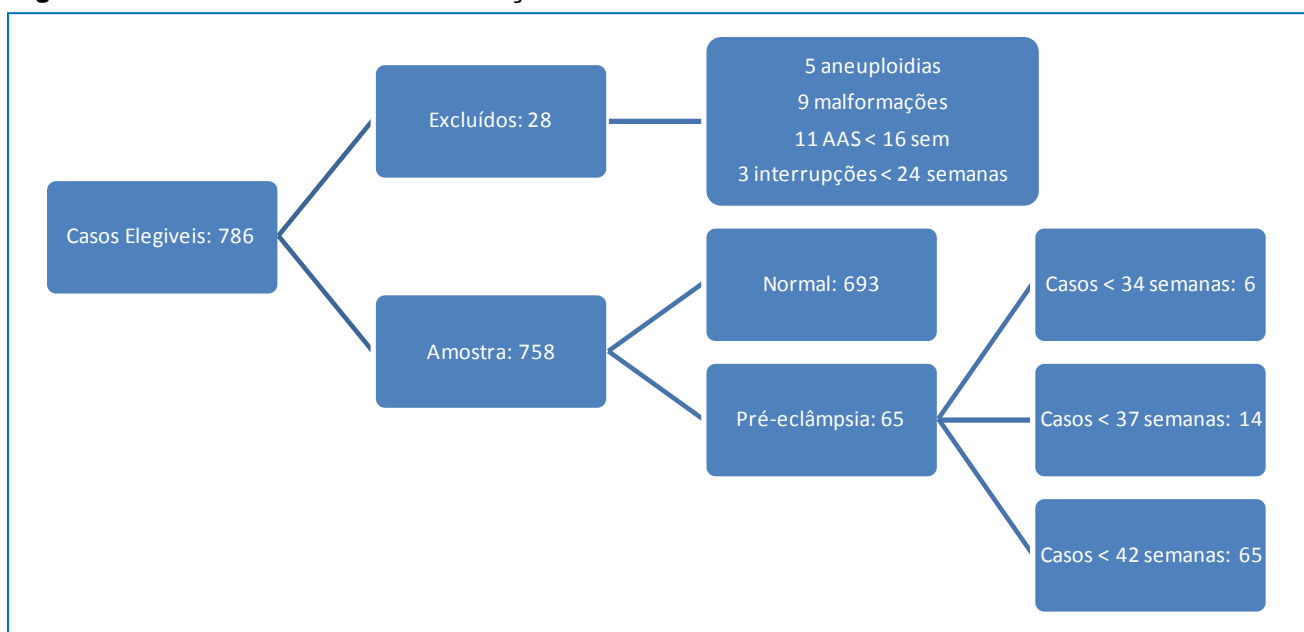 5 aneuploidias
9 malformações
11 AAS < 16 sem
3 interrupções < 24 semanas
Excluídos: 28
Casos Elegiveis: 786
Normal: 693
Casos < 34 semanas: 6
Amostra: 758
Pré-eclâmpsia: 65
Casos < 37 semanas: 14
Casos < 42 semanas: 65